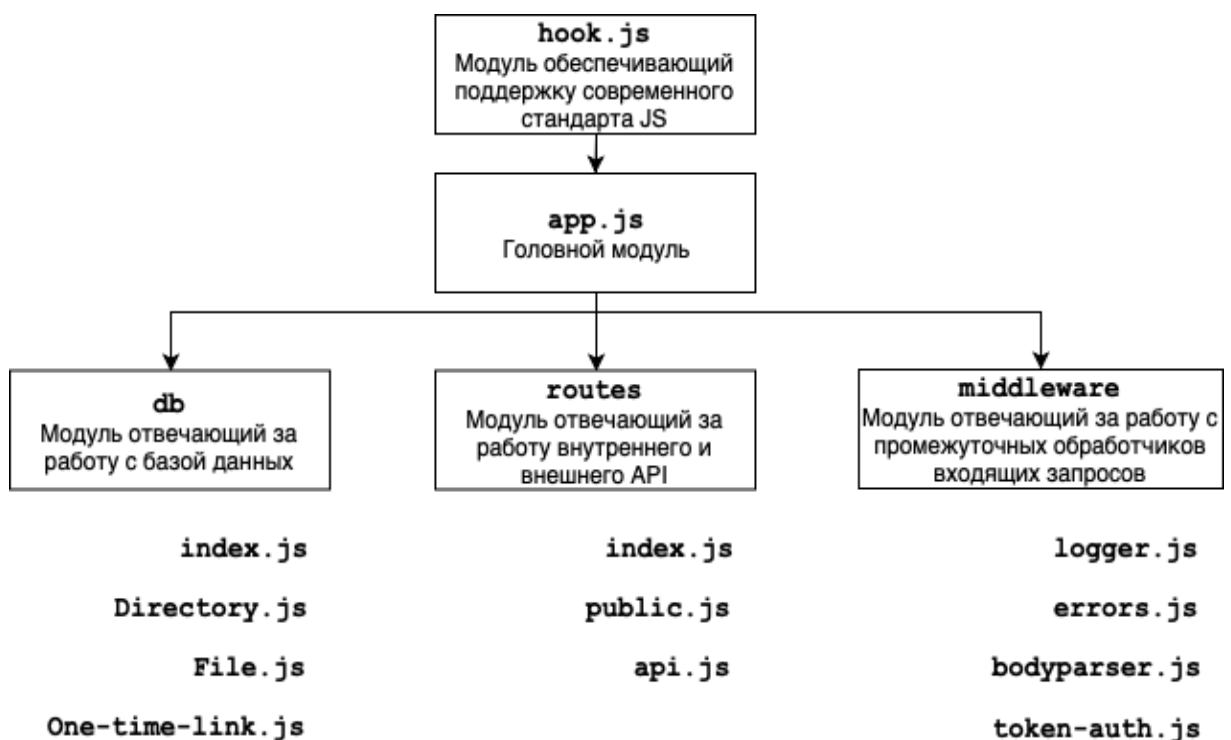 hook.js
Модуль обеспечивающий
поддержку современного
стандарта JS
app.js
Головной модуль
db
Модуль отвечающий за
работу с базой данных
routes
Модуль отвечающий за
работу внутреннего и
внешнего API
middleware
Модуль отвечающий за работу с
промежуточных обработчиков
входящих запросов
index.js
Directory.js
File.js
One-time-link.js
index.js
public.js
api.js
logger.js
errors.js
bodyparser.js
token-auth.js